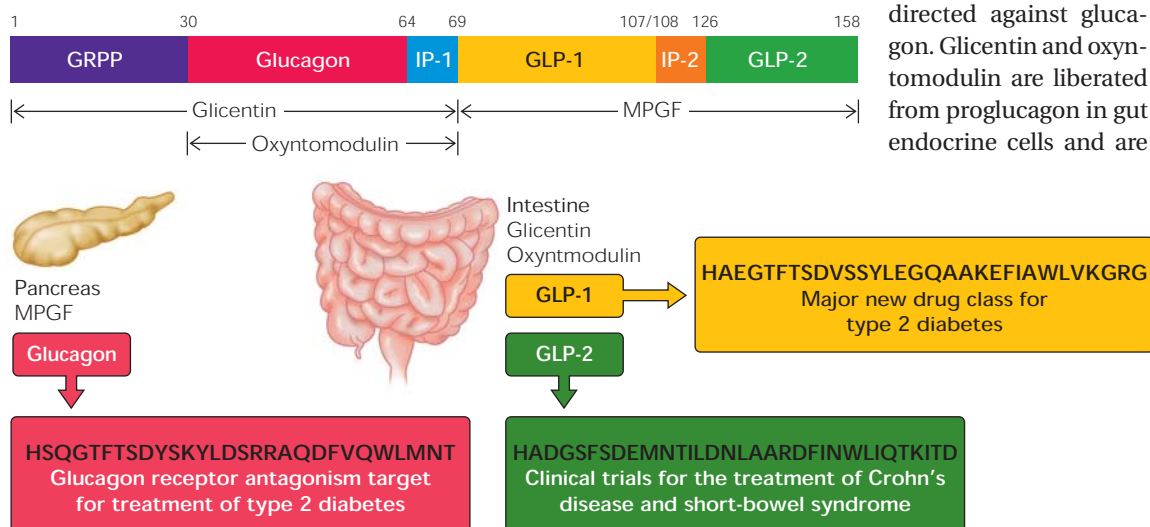 1 30 64 69 107/108 126 158
GRPP Glucagon IP-1 GLP-1 IP-2 GLP-2
Glicentin MPGF
Oxyntomodulin
directed against gluca-
gon. Glicentin and oxyn-
tomodulin are liberated
from proglucagon in gut
endocrine cells and are
Pancreas
MPGF
Glucagon
HSQGTFTSDYSKYLDSRRAQDFVQWLMNT
Glucagon receptor antagonism target
for treatment of type 2 diabetes
Intestine
Glicentin
Oxyntmodulin
GLP-1
HAEGTFTSDVSSYLEGQAAKEFIAWLVKGRG
Major new drug class for
type 2 diabetes
GLP-2
HADGSFSDEMNTILDNLAARDFINWLIQTKITD
Clinical trials for the treatment of Crohn's
disease and short-bowel syndrome